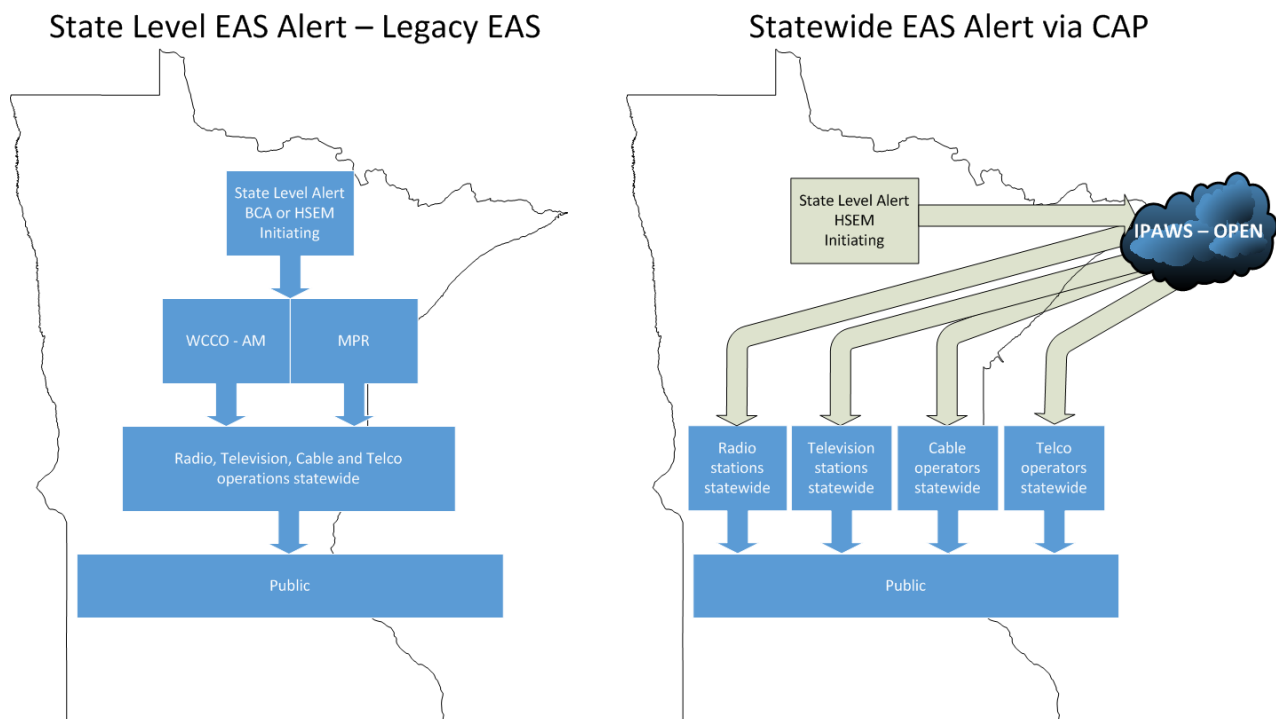 State Level EAS Alert – Legacy EAS
State Level Alert
BCA or HSEM
Initiating
WCCO - AM
MPR
Radio, Television, Cable and Telco
operations statewide
Public
Statewide EAS Alert via CAP
State Level Alert
HSEM
Initiating
IPAWS – OPEN
Radio
stations
statewide
Television
stations
statewide
Cable
operators
statewide
Telco
operators
statewide
Public